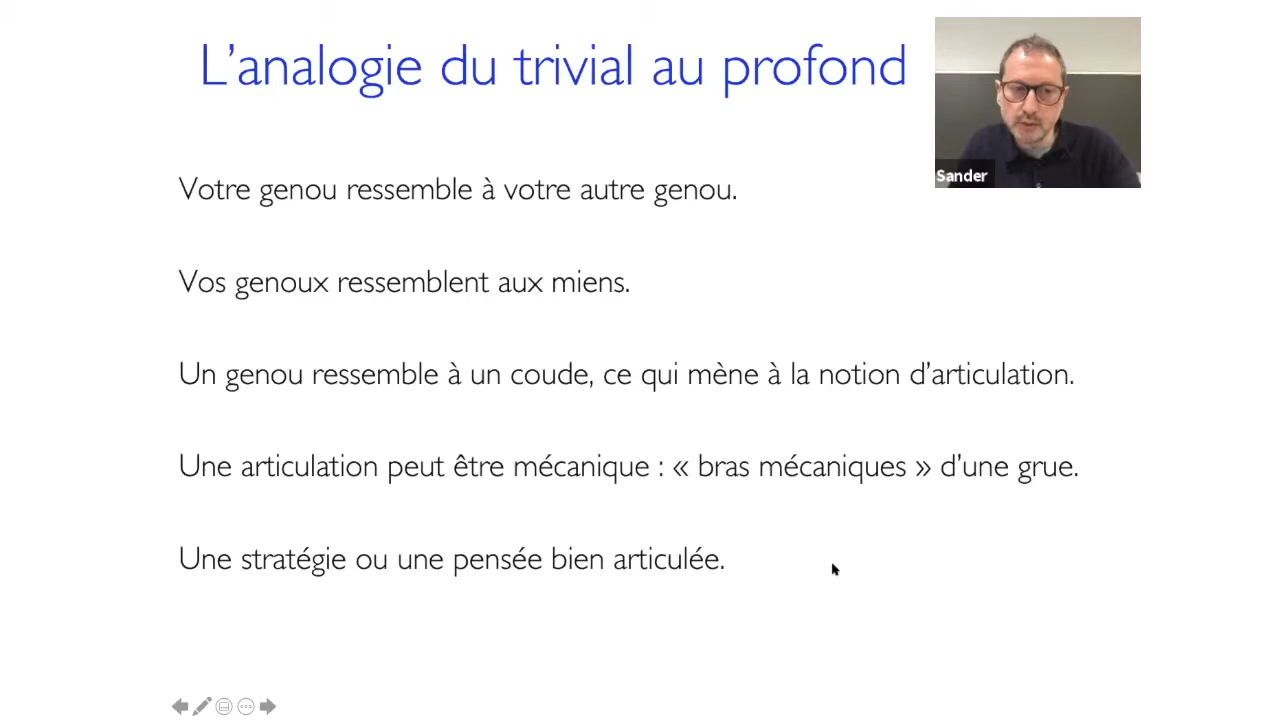 L’analogie du trivial au profond
Sander
Votre genou ressemble à votre autre genou.
Vos genoux ressemblent aux miens.
Un genou ressemble à un coude, ce qui mène à la notion d’articulation.
Une articulation peut être mécanique : « bras mécaniques » d’une grue.
Une stratégie ou une pensée bien articulée.